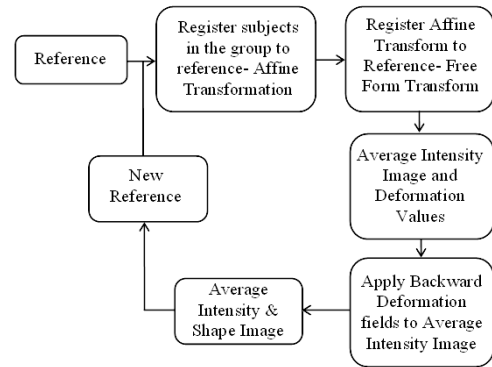 Reference
Register subjects
in the group to
reference- Affine
Transformation
Register Affine
Transform to
Reference- Free
Form Transform
Average Intensity
Image and
Deformation
Values
Apply Backward
Deformation
fields to Average
Intensity Image
Average
Intensity &
Shape Image
New
Reference